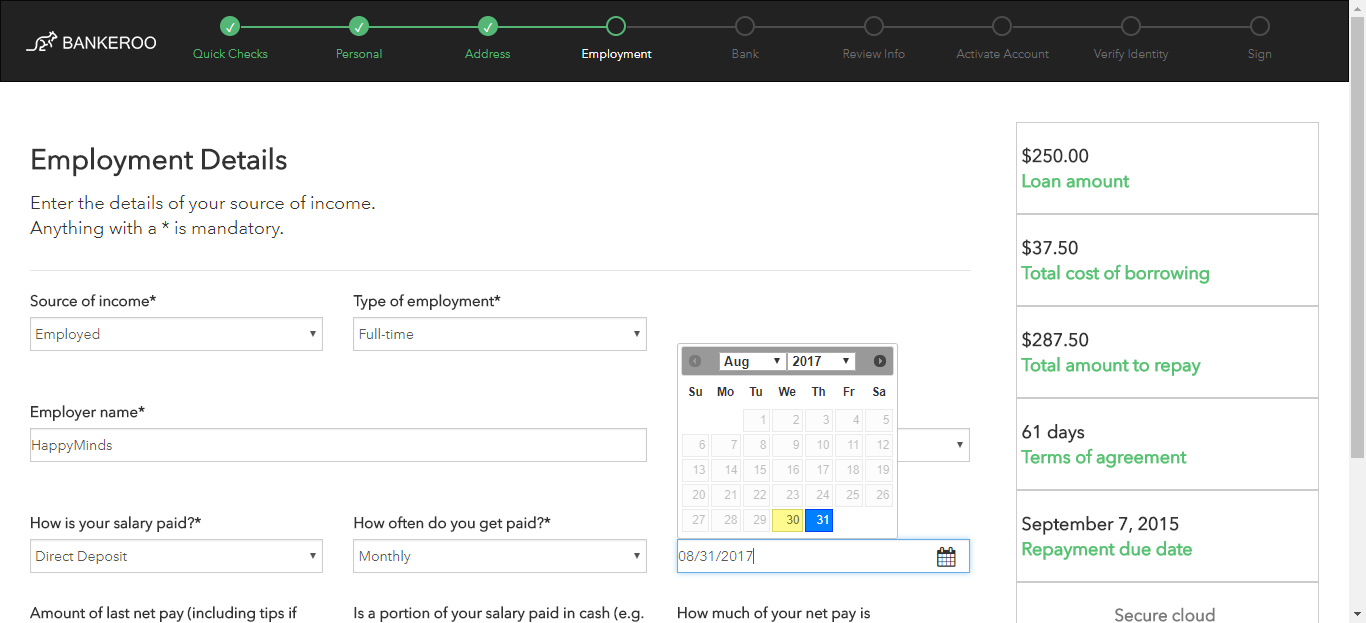 BANKEROO
Quick Checks
Personal
Address
Employment
Bank
Review Info
Activate Account
Verify Identity
Sign
Employment Details
Enter the details of your source of income.
Anything with a * is mandatory.
Source of income*
Type of employment*
Employed
Full-time
Employer name*
HappyMinds
How is your salary paid?*
How often do you get paid?*
Direct Deposit
Monthly
Aug 2017
Su Mo Tu We Th Fr Sa
1 2 3 4 5
6 7 8 9 10 11 12
13 14 15 16 17 18 19
20 21 22 23 24 25 26
27 28 29 30 31
08/31/2017
Amount of last net pay (including tips if
Is a portion of your salary paid in cash (e.g.
How much of your net pay is
$250.00
Loan amount
$37.50
Total cost of borrowing
$287.50
Total amount to repay
61 days
Terms of agreement
September 7, 2015
Repayment due date
Secure cloud